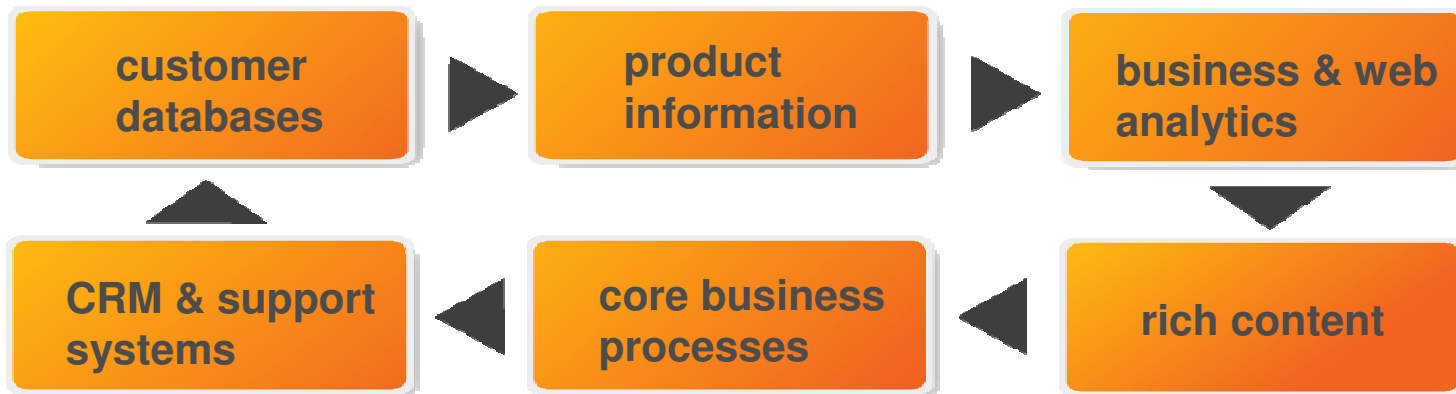 customer
databases
product
information
business & web
analytics
rich content
core business
processes
CRM & support
systems